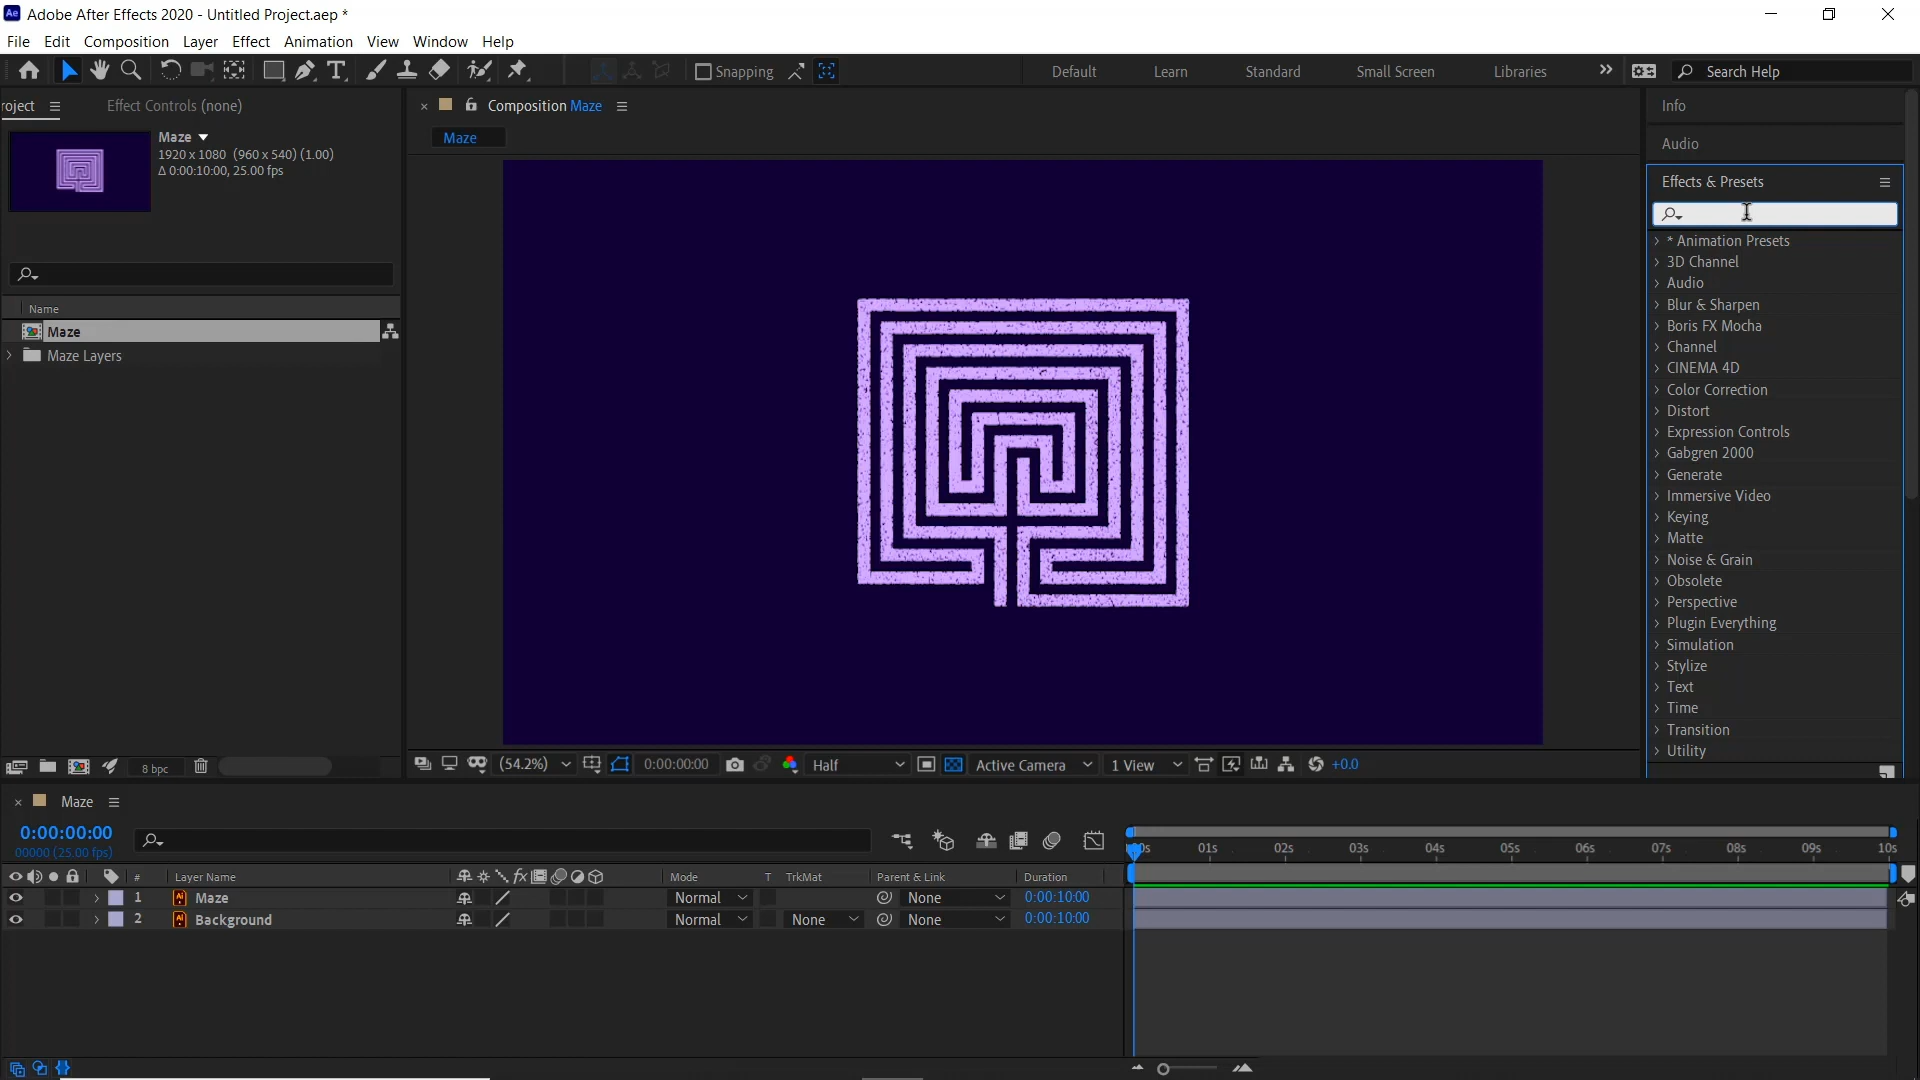 Ae Adobe After Effects 2020 - Untitled Project.aep *
File Edit Composition Layer Effect Animation View Window Help
T Snapping Default Learn Standard Small Screen Libraries Search Help
roject Effect Controls (none)
Composition Maze
Maze
Maze
1920 x 1080 (960 x 540) (1.00)
Δ 0:00:10:00, 25.00 fps
Name
Maze
Maze Layers
8 bpc
(54.2%) 0:00:00:00 Half Active Camera 1 View +0.0
Info
Audio
Effects & Presets
* Animation Presets
3D Channel
Audio
Blur & Sharpen
Boris FX Mocha
Channel
CINEMA 4D
Color Correction
Distort
Expression Controls
Gabgren 2000
Generate
Immersive Video
Keying
Matte
Noise & Grain
Obsolete
Perspective
Plugin Everything
Simulation
Stylize
Text
Time
Transition
Utility
Maze
0:00:00:00
00000 (25.00 fps)
0s 01s 02s 03s 04s 05s 06s 07s 08s 09s 10s
# Layer Name fx Mode T TrkMat Parent & Link Duration
1 Ai Maze Normal None 0:00:10:00
2 Ai Background Normal None None 0:00:10:00